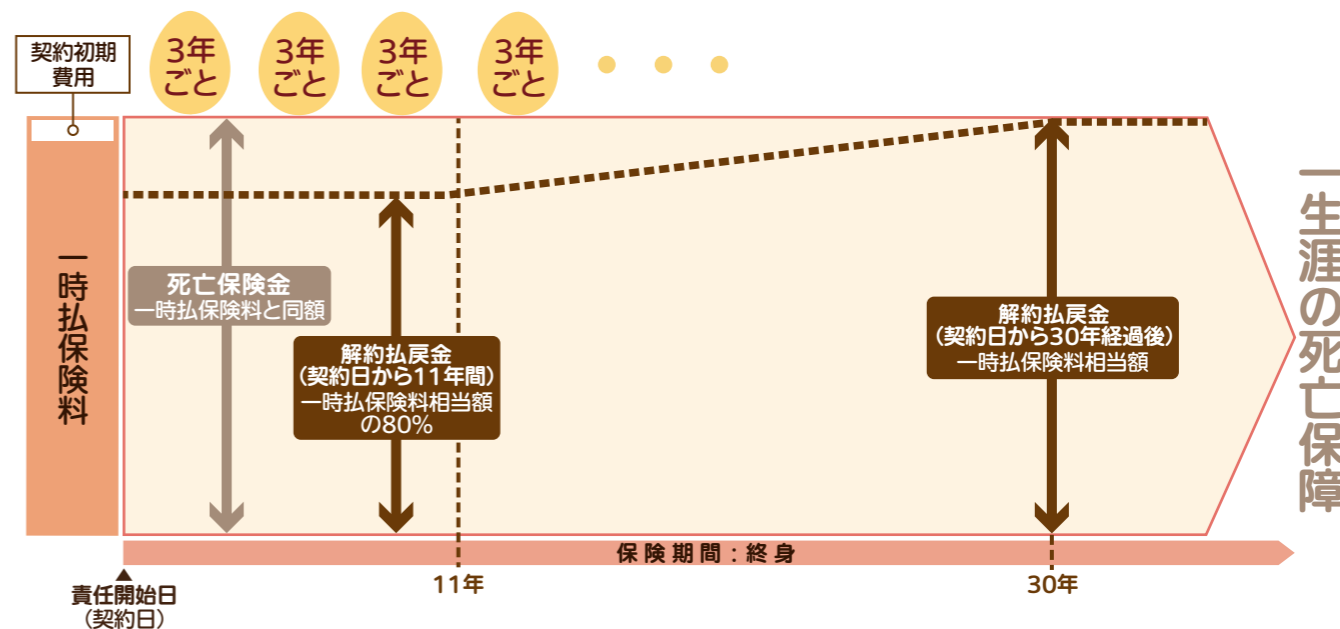 契約初期
費用
3年
ごと
3年
ごと
3年
ごと
3年
ごと
一時払保険料
死亡保険金
一時払保険料と同額
解約払戻金
(契約日から11年間)
一時払保険料相当額
の80%
解約払戻金
(契約日から30年経過後)
一時払保険料相当額
一生涯の死亡保障
保険期間：終身
責任開始日
(契約日)
11年
30年